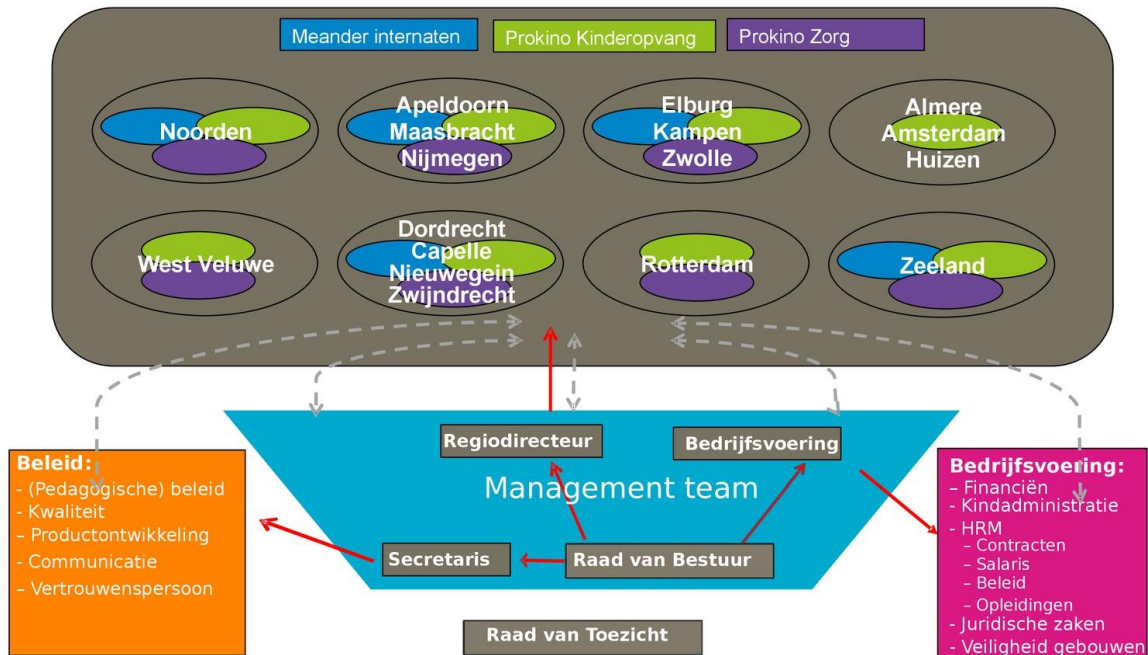 Meander internaten
Prokino Kinderopvang
Prokino Zorg
Noorden
Apeldoorn
Maasbracht
Nijmegen
Elburg
Kampen
Zwolle
Almere
Amsterdam
Huizen
West Veluwe
Dordrecht
Capelle
Nieuwegein
Zwijndrecht
Rotterdam
Zeeland
Regiodirecteur
Bedrijfsvoering
Management team
Secretaris
Raad van Bestuur
Raad van Toezicht
Beleid:
- (Pedagogische) beleid
- Kwaliteit
– Productontwikkeling
- Communicatie
– Vertrouwenspersoon
Bedrijfsvoering:
– Financiën
- Kindadministratie
- HRM
– Contracten
– Salaris
– Beleid
– Opleidingen
- Juridische zaken
– Veiligheid gebouwen